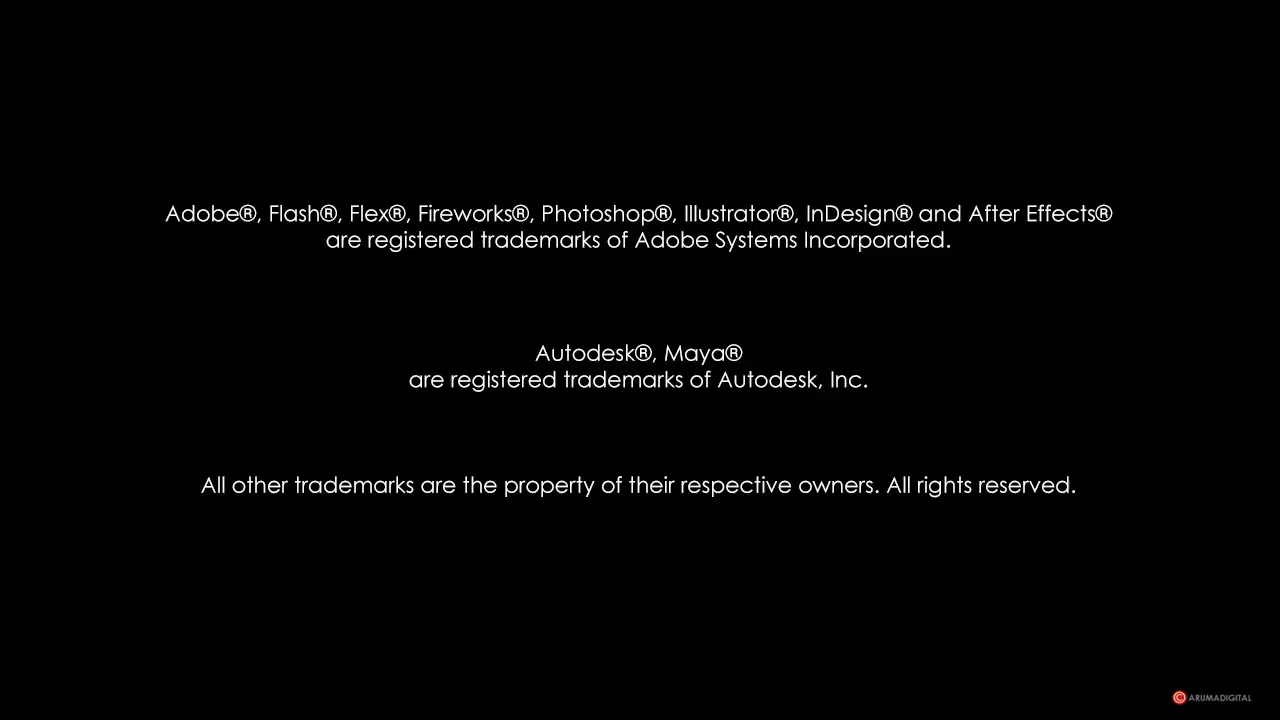 Adobe®, Flash®, Flex®, Fireworks®, Photoshop®, Illustrator®, InDesign® and After Effects®
are registered trademarks of Adobe Systems Incorporated.
Autodesk®, Maya®
are registered trademarks of Autodesk, Inc.
All other trademarks are the property of their respective owners. All rights reserved.
© ARUMADIGITAL